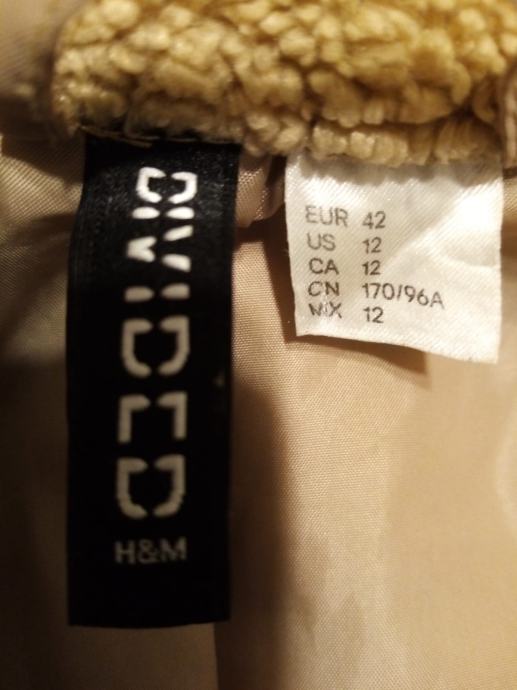 DIVIDED
H&M
EUR 42
US 12
CA 12
CN 170/96A
MX 12